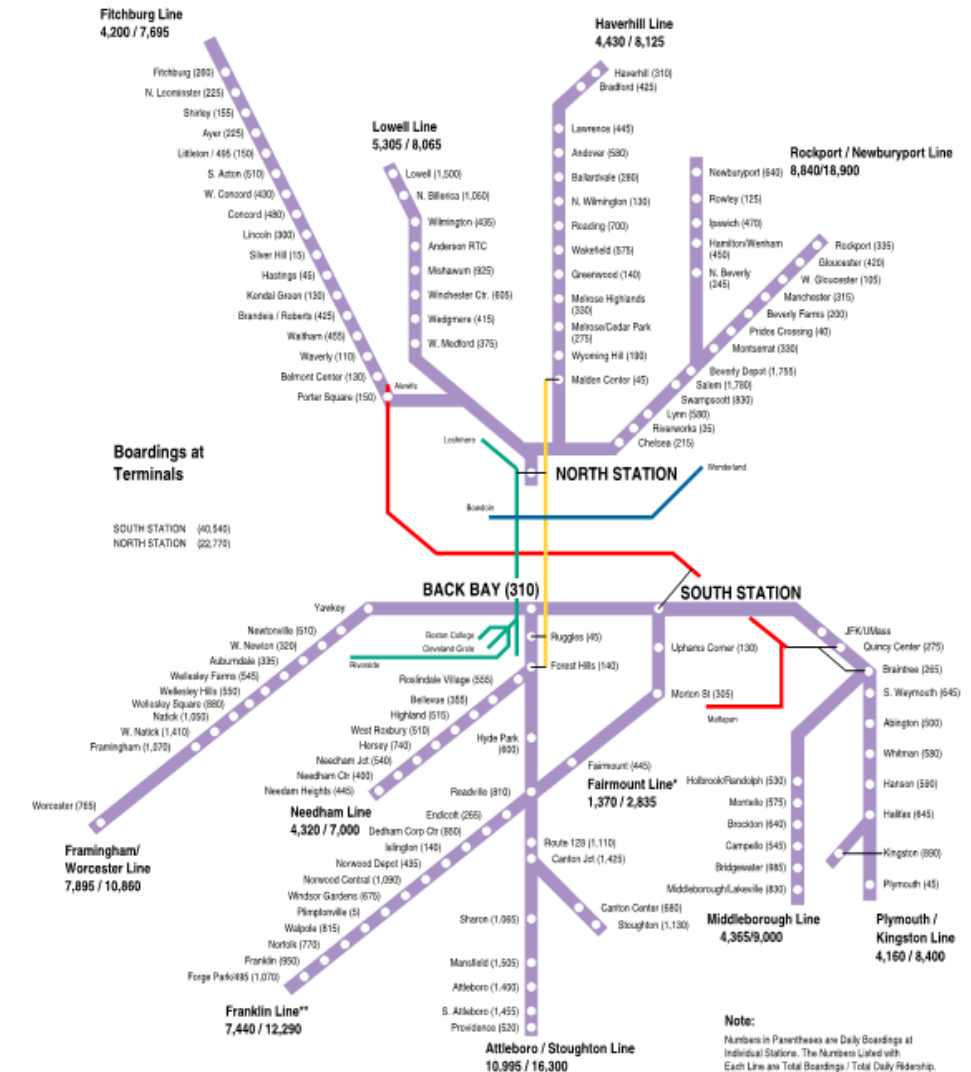 Fitchburg Line
4,200 / 7,695
Fitchburg (260)
N. Leominster (225)
Shirley (155)
Ayer (225)
Littleton / 495 (150)
S. Acton (510)
W. Concord (430)
Concord (480)
Lincoln (300)
Silver Hill (15)
Hastings (45)
Kendal Green (130)
Brandeis / Roberts (425)
Waltham (455)
Waverly (110)
Belmont Center (130)
Porter Square (150)
Alewife
Lowell Line
5,305 / 8,065
Lowell (1,500)
N. Billerica (1,060)
Wilmington (435)
Anderson RTC
Mishawum (925)
Winchester Ctr. (605)
Wedgmere (415)
W. Medford (375)
Haverhill Line
4,430 / 8,125
Haverhill (310)
Bradford (425)
Lawrence (445)
Andover (580)
Ballardvale (280)
N. Wilmington (130)
Reading (700)
Wakefield (575)
Greenwood (140)
Melrose Highlands
(330)
Melrose/Cedar Park
(275)
Wyoming Hill (190)
Malden Center (45)
Rockport / Newburyport Line
8,840/18,900
Newburyport (640)
Rowley (125)
Ipswich (470)
Hamilton/Wenham
(450)
N. Beverly
(245)
Rockport (335)
Gloucester (420)
W. Gloucester (105)
Manchester (315)
Beverly Farms (200)
Prides Crossing (40)
Montserrat (330)
Beverly Depot (1,755)
Salem (1,780)
Swampscott (830)
Lynn (580)
Riverworks (35)
Chelsea (215)
Lechmere
NORTH STATION
Wonderland
Bowdoin
Boardings at
Terminals
SOUTH STATION (40,540)
NORTH STATION (22,770)
BACK BAY (310)
SOUTH STATION
Yawkey
Newtonville (510)
W. Newton (320)
Auburndale (335)
Wellesley Farms (545)
Wellesley Hills (550)
Wellesley Square (880)
Natick (1,050)
W. Natick (1,410)
Framingham (1,070)
Worcester (765)
Framingham/
Worcester Line
7,895 / 10,860
Boston College
Cleveland Circle
Riverside
Ruggles (45)
Forest Hills (140)
Roslindale Village (555)
Bellevue (355)
Highland (515)
West Roxbury (510)
Hersey (740)
Needham Jct (540)
Needham Ctr (400)
Needam Heights (445)
Needham Line
4,320 / 7,000
Hyde Park
(600)
Readville (810)
Uphams Corner (130)
Morton St (305)
Fairmount (445)
Fairmount Line*
1,370 / 2,835
Mattapan
JFK/UMass
Quincy Center (275)
Braintree (265)
S. Weymouth (645)
Abington (500)
Whitman (580)
Hanson (590)
Halifax (645)
Kingston (890)
Plymouth (45)
Plymouth /
Kingston Line
4,160 / 8,400
Holbrook/Randolph (530)
Montello (575)
Brockton (640)
Campello (545)
Bridgewater (985)
Middleborough/Lakeville (830)
Middleborough Line
4,365/9,000
Endicott (265)
Dedham Corp Ctr (850)
Islington (140)
Norwood Depot (435)
Norwood Central (1,090)
Windsor Gardens (675)
Plimptonville (5)
Walpole (815)
Norfolk (770)
Franklin (950)
Forge Park/495 (1,070)
Franklin Line**
7,440 / 12,290
Route 128 (1,110)
Canton Jct (1,425)
Canton Center (680)
Stoughton (1,130)
Sharon (1,065)
Mansfield (1,505)
Attleboro (1,400)
S. Attleboro (1,455)
Providence (520)
Attleboro / Stoughton Line
10,995 / 16,300
Note:
Numbers in Parentheses are Daily Boardings at
Individual Stations. The Numbers Listed with
Each Line are Total Boardings / Total Daily Ridership.